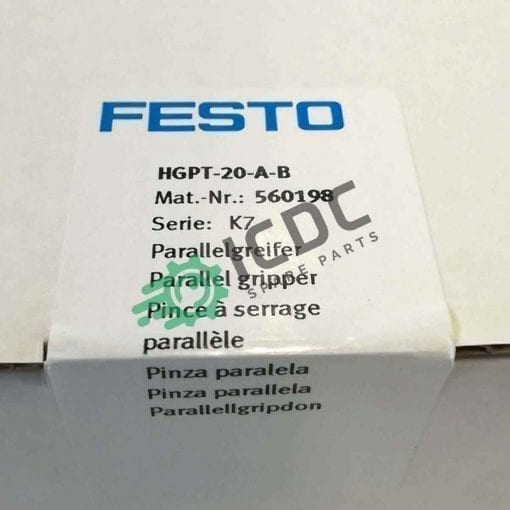 FESTO
HGPT-20-A-B
Mat.-Nr.: 560198
Serie: K7
Parallelgreifer
Parallel gripper
Pince à serrage
parallèle
Pinza paralela
Pinza parallela
Parallellgripdon
ICDC
SPARE PARTS